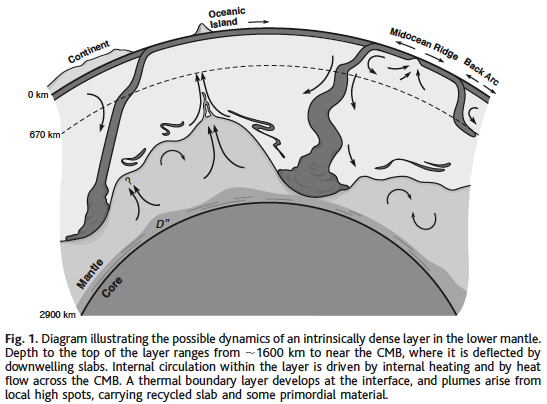 Oceanic
Island
Continent
Midocean Ridge
Back Arc
0 km
670 km
?
D"
Mantle
Core
2900 km
Fig. 1. Diagram illustrating the possible dynamics of an intrinsically dense layer in the lower mantle.
Depth to the top of the layer ranges from ~1600 km to near the CMB, where it is deflected by
downwelling slabs. Internal circulation within the layer is driven by internal heating and by heat
flow across the CMB. A thermal boundary layer develops at the interface, and plumes arise from
local high spots, carrying recycled slab and some primordial material.